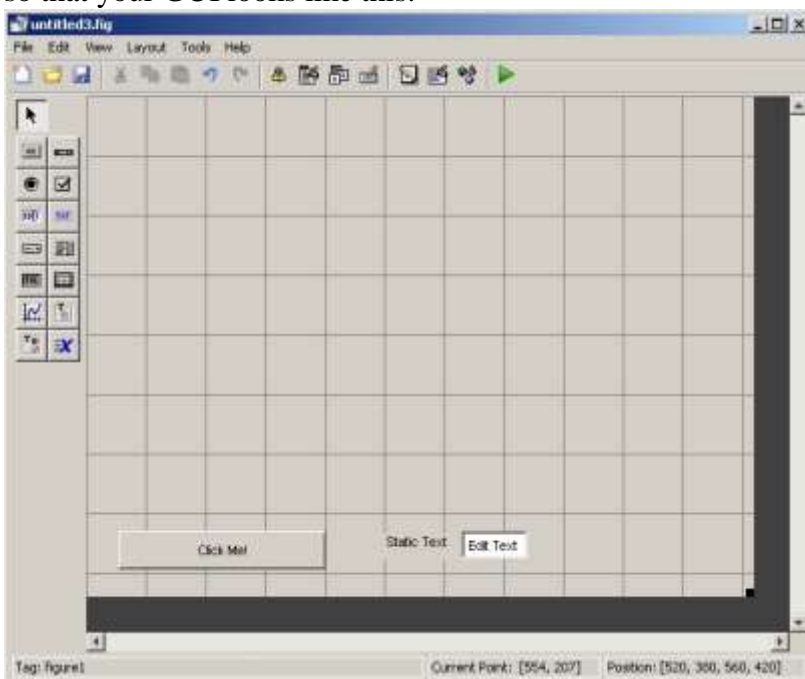 so that your GUI looks like this:
untitled3.fig
File Edit View Layout Tools Help
Click Me!
Static Text
Edit Text
Tag: figure1
Current Point: [554, 207]
Position: [520, 380, 560, 420]